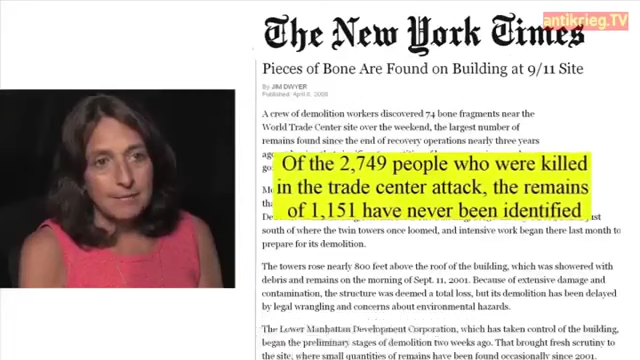 antikrieg.TV
The New York Times
Pieces of Bone Are Found on Building at 9/11 Site
By JIM DWYER
Published: April 6, 2006
A crew of demolition workers discovered 74 bone fragments near the
World Trade Center site over the weekend, the largest number of
remains found since the end of recovery operations nearly three years
Of the 2,749 people who were killed
in the trade center attack, the remains
of 1,151 have never been identified
south of where the twin towers once loomed, and intensive work began there last month to
prepare for its demolition.
The towers rose nearly 800 feet above the roof of the building, which was showered with
debris and remains on the morning of Sept. 11, 2001. Because of extensive damage and
contamination, the structure was deemed a total loss, but its demolition has been delayed
by legal wrangling and concerns about environmental hazards.
The Lower Manhattan Development Corporation, which has taken control of the building,
began the preliminary stages of demolition two weeks ago. That brought fresh scrutiny to
the site, where small quantities of remains have been found occasionally since 2001.